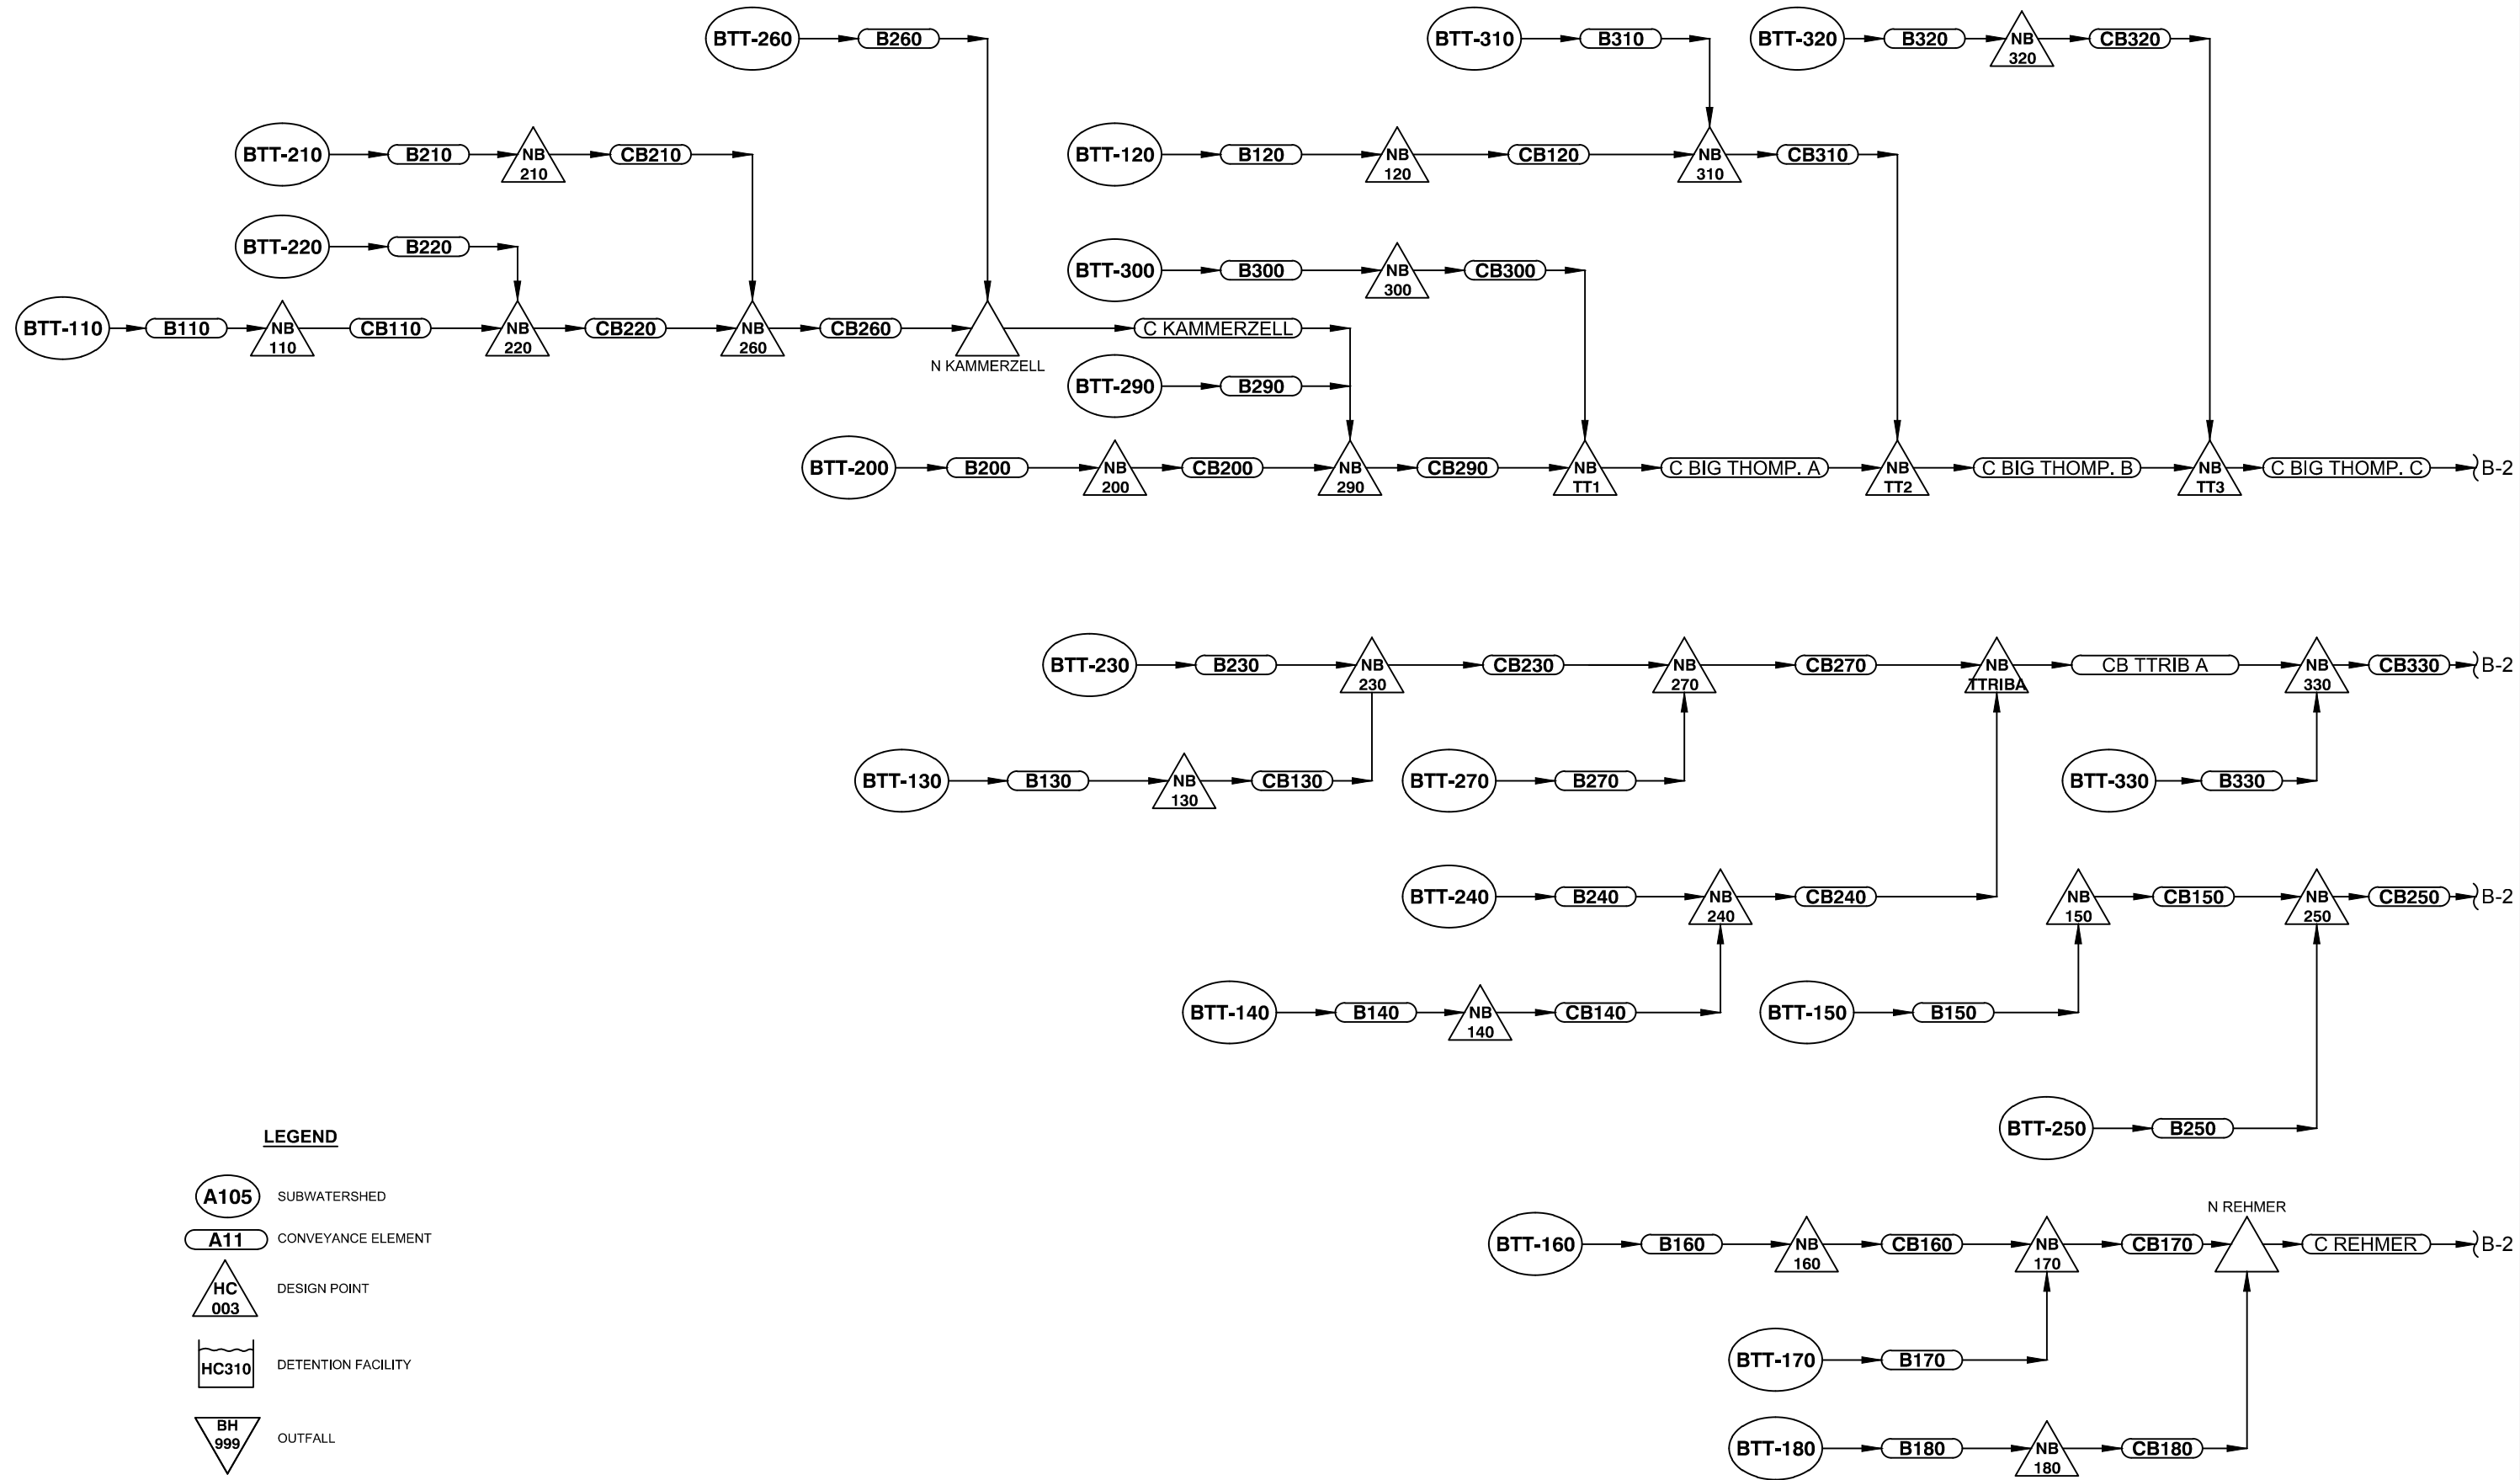 BTT-260 B260
BTT-310 B310
BTT-320 B320 NB 320 CB320
BTT-210 B210 NB 210 CB210
BTT-120 B120 NB 120 CB120 NB 310 CB310
BTT-220 B220
BTT-300 B300 NB 300 CB300
BTT-110 B110 NB 110 CB110 NB 220 CB220 NB 260 CB260 C KAMMERZELL
N KAMMERZELL
BTT-290 B290
BTT-200 B200 NB 200 CB200 NB 290 CB290 NB TT1 C BIG THOMP. A NB TT2 C BIG THOMP. B NB TT3 C BIG THOMP. C B-2
BTT-230 B230 NB 230 CB230 NB 270 CB270 NB TTRIBA CB TTRIB A NB 330 CB330 B-2
BTT-130 B130 NB 130 CB130
BTT-270 B270
BTT-330 B330
BTT-240 B240 NB 240 CB240
NB 150 CB150 NB 250 CB250 B-2
BTT-140 B140 NB 140 CB140
BTT-150 B150
BTT-250 B250
N REHMER
BTT-160 B160 NB 160 CB160 NB 170 CB170 C REHMER B-2
BTT-170 B170
BTT-180 B180 NB 180 CB180
LEGEND
A105 SUBWATERSHED
A11 CONVEYANCE ELEMENT
HC 003 DESIGN POINT
HC310 DETENTION FACILITY
BH 999 OUTFALL